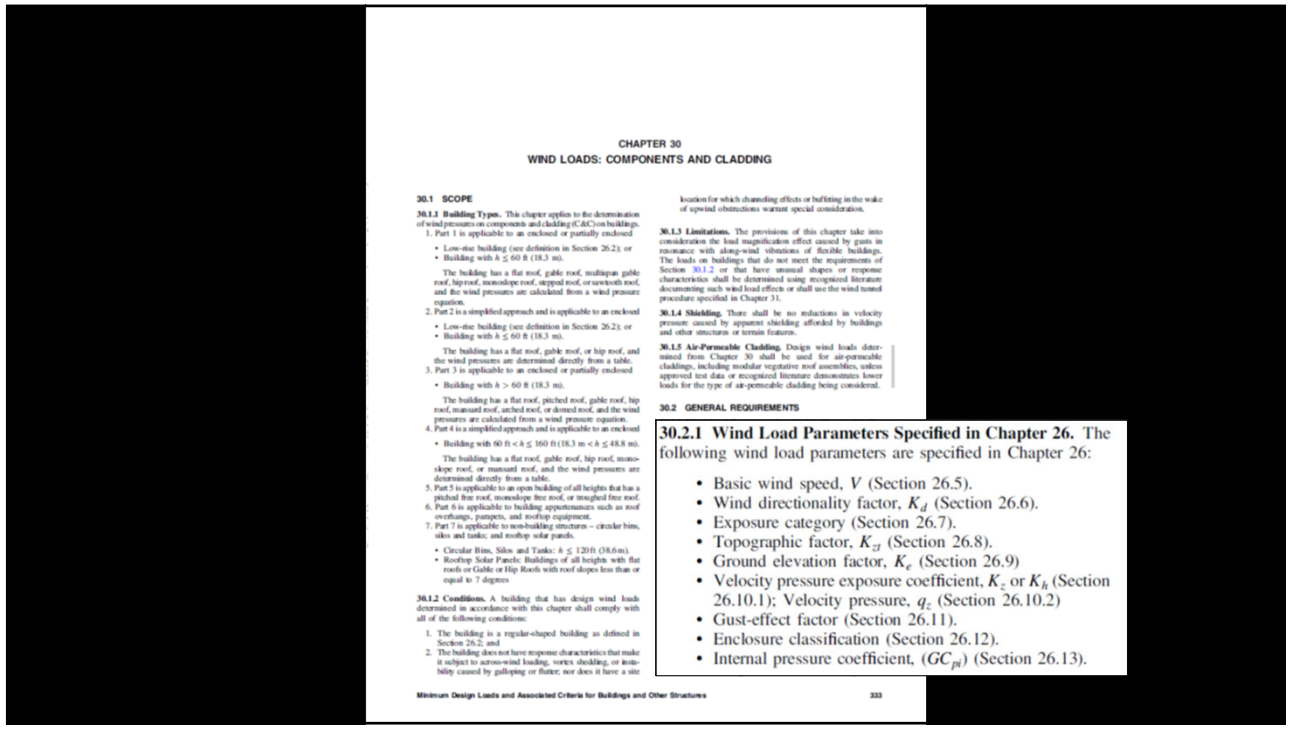 CHAPTER 30
WIND LOADS: COMPONENTS AND CLADDING
30.1 SCOPE
30.1.1 Building Types. This chapter applies to the determination
of wind pressures on components and cladding (C&C) on buildings.
1. Part 1 is applicable to an enclosed or partially enclosed
• Low-rise building (see definition in Section 26.2); or
• Building with h ≤ 60 ft (18.3 m).
The building has a flat roof, gable roof, multispan gable
roof, hip roof, monoslope roof, stepped roof, or sawtooth roof,
and the wind pressures are calculated from a wind pressure
equation.
2. Part 2 is a simplified approach and is applicable to an enclosed
• Low-rise building (see definition in Section 26.2); or
• Building with h ≤ 60 ft (18.3 m).
The building has a flat roof, gable roof, or hip roof, and
the wind pressures are determined directly from a table.
3. Part 3 is applicable to an enclosed or partially enclosed
• Building with h > 60 ft (18.3 m).
The building has a flat roof, pitched roof, gable roof, hip
roof, mansard roof, arched roof, or domed roof, and the wind
pressures are calculated from a wind pressure equation.
4. Part 4 is a simplified approach and is applicable to an enclosed
• Building with 60 ft < h ≤ 160 ft (18.3 m < h ≤ 48.8 m).
The building has a flat roof, gable roof, hip roof, mono-
slope roof, or mansard roof, and the wind pressures are
determined directly from a table.
5. Part 5 is applicable to an open building of all heights that has a
pitched free roof, monoslope free roof, or troughed free roof.
6. Part 6 is applicable to building appurtenances such as roof
overhangs, parapets, and rooftop equipment.
7. Part 7 is applicable to non-building structures – circular bins,
silos and tanks; and rooftop solar panels.
• Circular Bins, Silos and Tanks: h ≤ 120 ft (38.6 m).
• Rooftop Solar Panels: Buildings of all heights with flat
roofs or Gable or Hip Roofs with roof slopes less than or
equal to 7 degrees
30.1.2 Conditions. A building that has design wind loads
determined in accordance with this chapter shall comply with
all of the following conditions:
1. The building is a regular-shaped building as defined in
Section 26.2; and
2. The building does not have response characteristics that make
it subject to across-wind loading, vortex shedding, or insta-
bility caused by galloping or flutter; nor does it have a site
location for which channeling effects or buffeting in the wake
of upwind obstructions warrant special consideration.
30.1.3 Limitations. The provisions of this chapter take into
consideration the load magnification effect caused by gusts in
resonance with along-wind vibrations of flexible buildings.
The loads on buildings that do not meet the requirements of
Section 30.1.2 or that have unusual shapes or response
characteristics shall be determined using recognized literature
documenting such wind load effects or shall use the wind tunnel
procedure specified in Chapter 31.
30.1.4 Shielding. There shall be no reductions in velocity
pressure caused by apparent shielding afforded by buildings
and other structures or terrain features.
30.1.5 Air-Permeable Cladding. Design wind loads deter-
mined from Chapter 30 shall be used for air-permeable
claddings, including modular vegetative roof assemblies, unless
approved test data or recognized literature demonstrates lower
loads for the type of air-permeable cladding being considered.
30.2 GENERAL REQUIREMENTS
30.2.1 Wind Load Parameters Specified in Chapter 26. The
following wind load parameters are specified in Chapter 26:
• Basic wind speed, V (Section 26.5).
• Wind directionality factor, K_d (Section 26.6).
• Exposure category (Section 26.7).
• Topographic factor, K_zt (Section 26.8).
• Ground elevation factor, K_e (Section 26.9)
• Velocity pressure exposure coefficient, K_z or K_h (Section
26.10.1); Velocity pressure, q_z (Section 26.10.2)
• Gust-effect factor (Section 26.11).
• Enclosure classification (Section 26.12).
• Internal pressure coefficient, (GC_pi) (Section 26.13).
Minimum Design Loads and Associated Criteria for Buildings and Other Structures 333